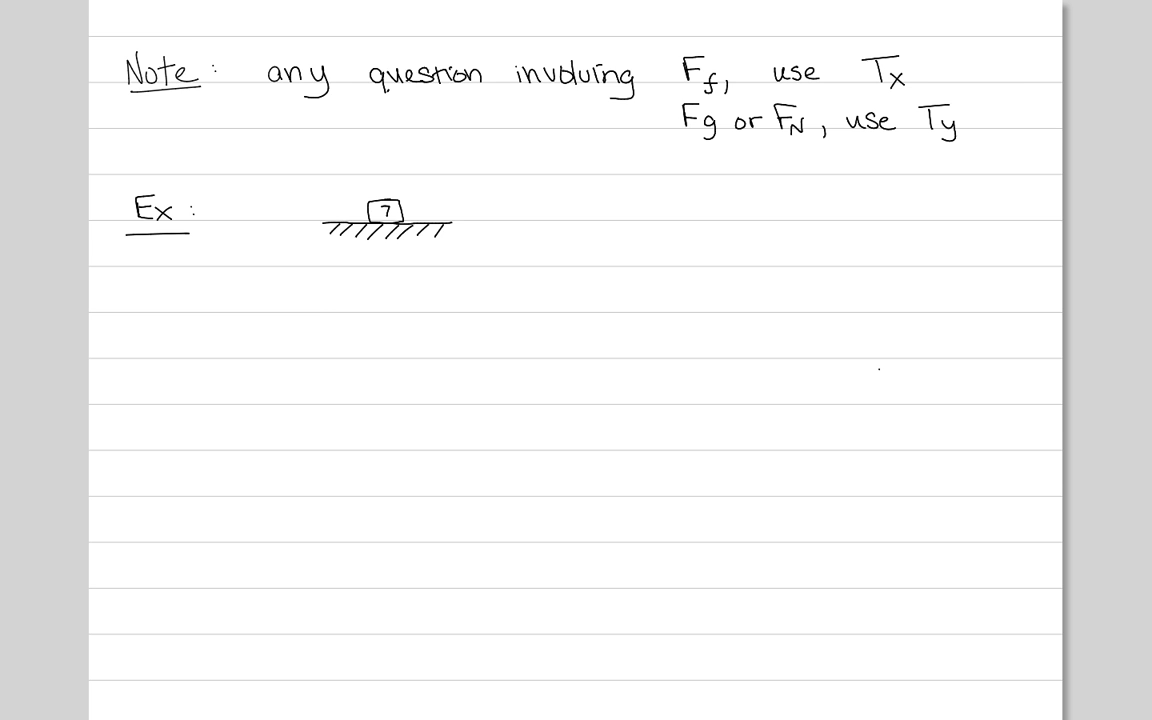 Note: any question involving Ff, use Tx
Fg or FN, use Ty
Ex:
7